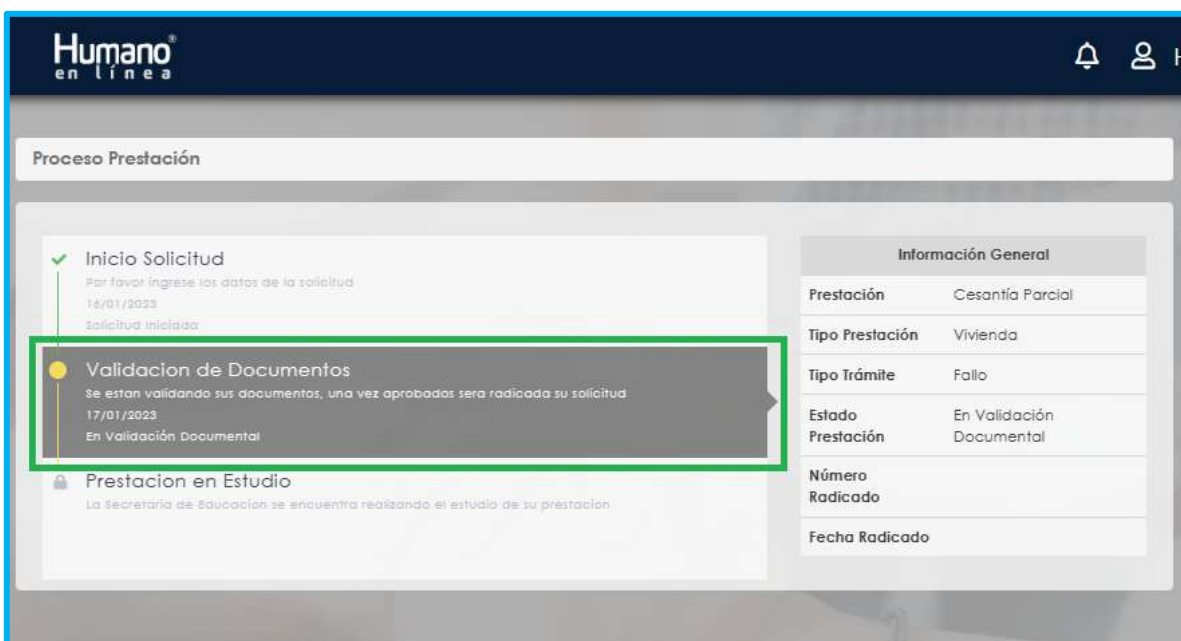 Humano®
en línea
H
Proceso Prestación
Inicio Solicitud
Por favor ingrese los datos de la solicitud
16/01/2023
Solicitud Iniciada
Validacion de Documentos
Se estan validando sus documentos, una vez aprobados sera radicada su solicitud
17/01/2023
En Validación Documental
Prestacion en Estudio
La Secretaria de Educacion se encuentra realizando el estudio de su prestacion
Información General
Prestación Cesantía Parcial
Tipo Prestación Vivienda
Tipo Trámite Fallo
Estado En Validación
Prestación Documental
Número
Radicado
Fecha Radicado